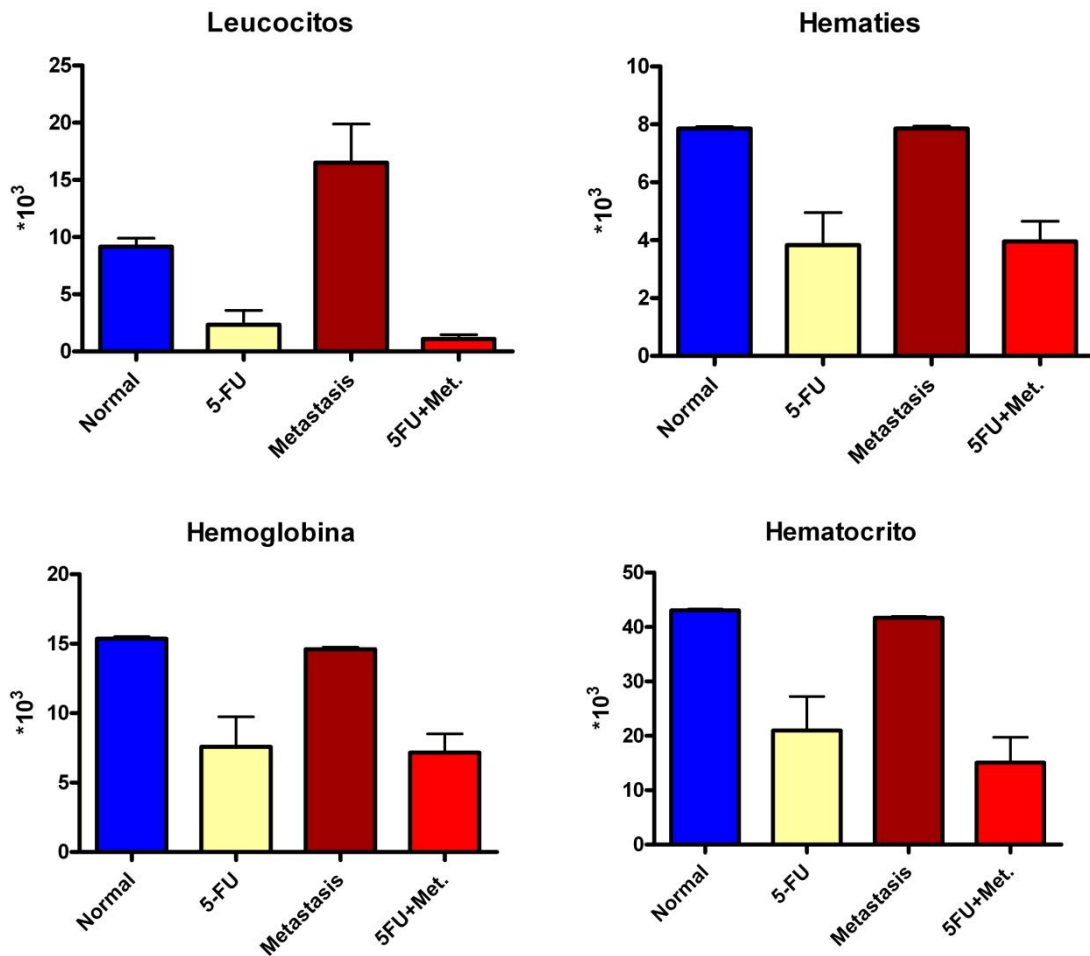 Leucocitos
25
20
15
10
5
0
*10³
Normal
5-FU
Metastasis
5FU+Met.
Hematies
10
8
6
4
2
0
*10³
Normal
5-FU
Metastasis
5FU+Met.
Hemoglobina
20
15
10
5
0
*10³
Normal
5-FU
Metastasis
5FU+Met.
Hematocrito
50
40
30
20
10
0
*10³
Normal
5-FU
Metastasis
5FU+Met.